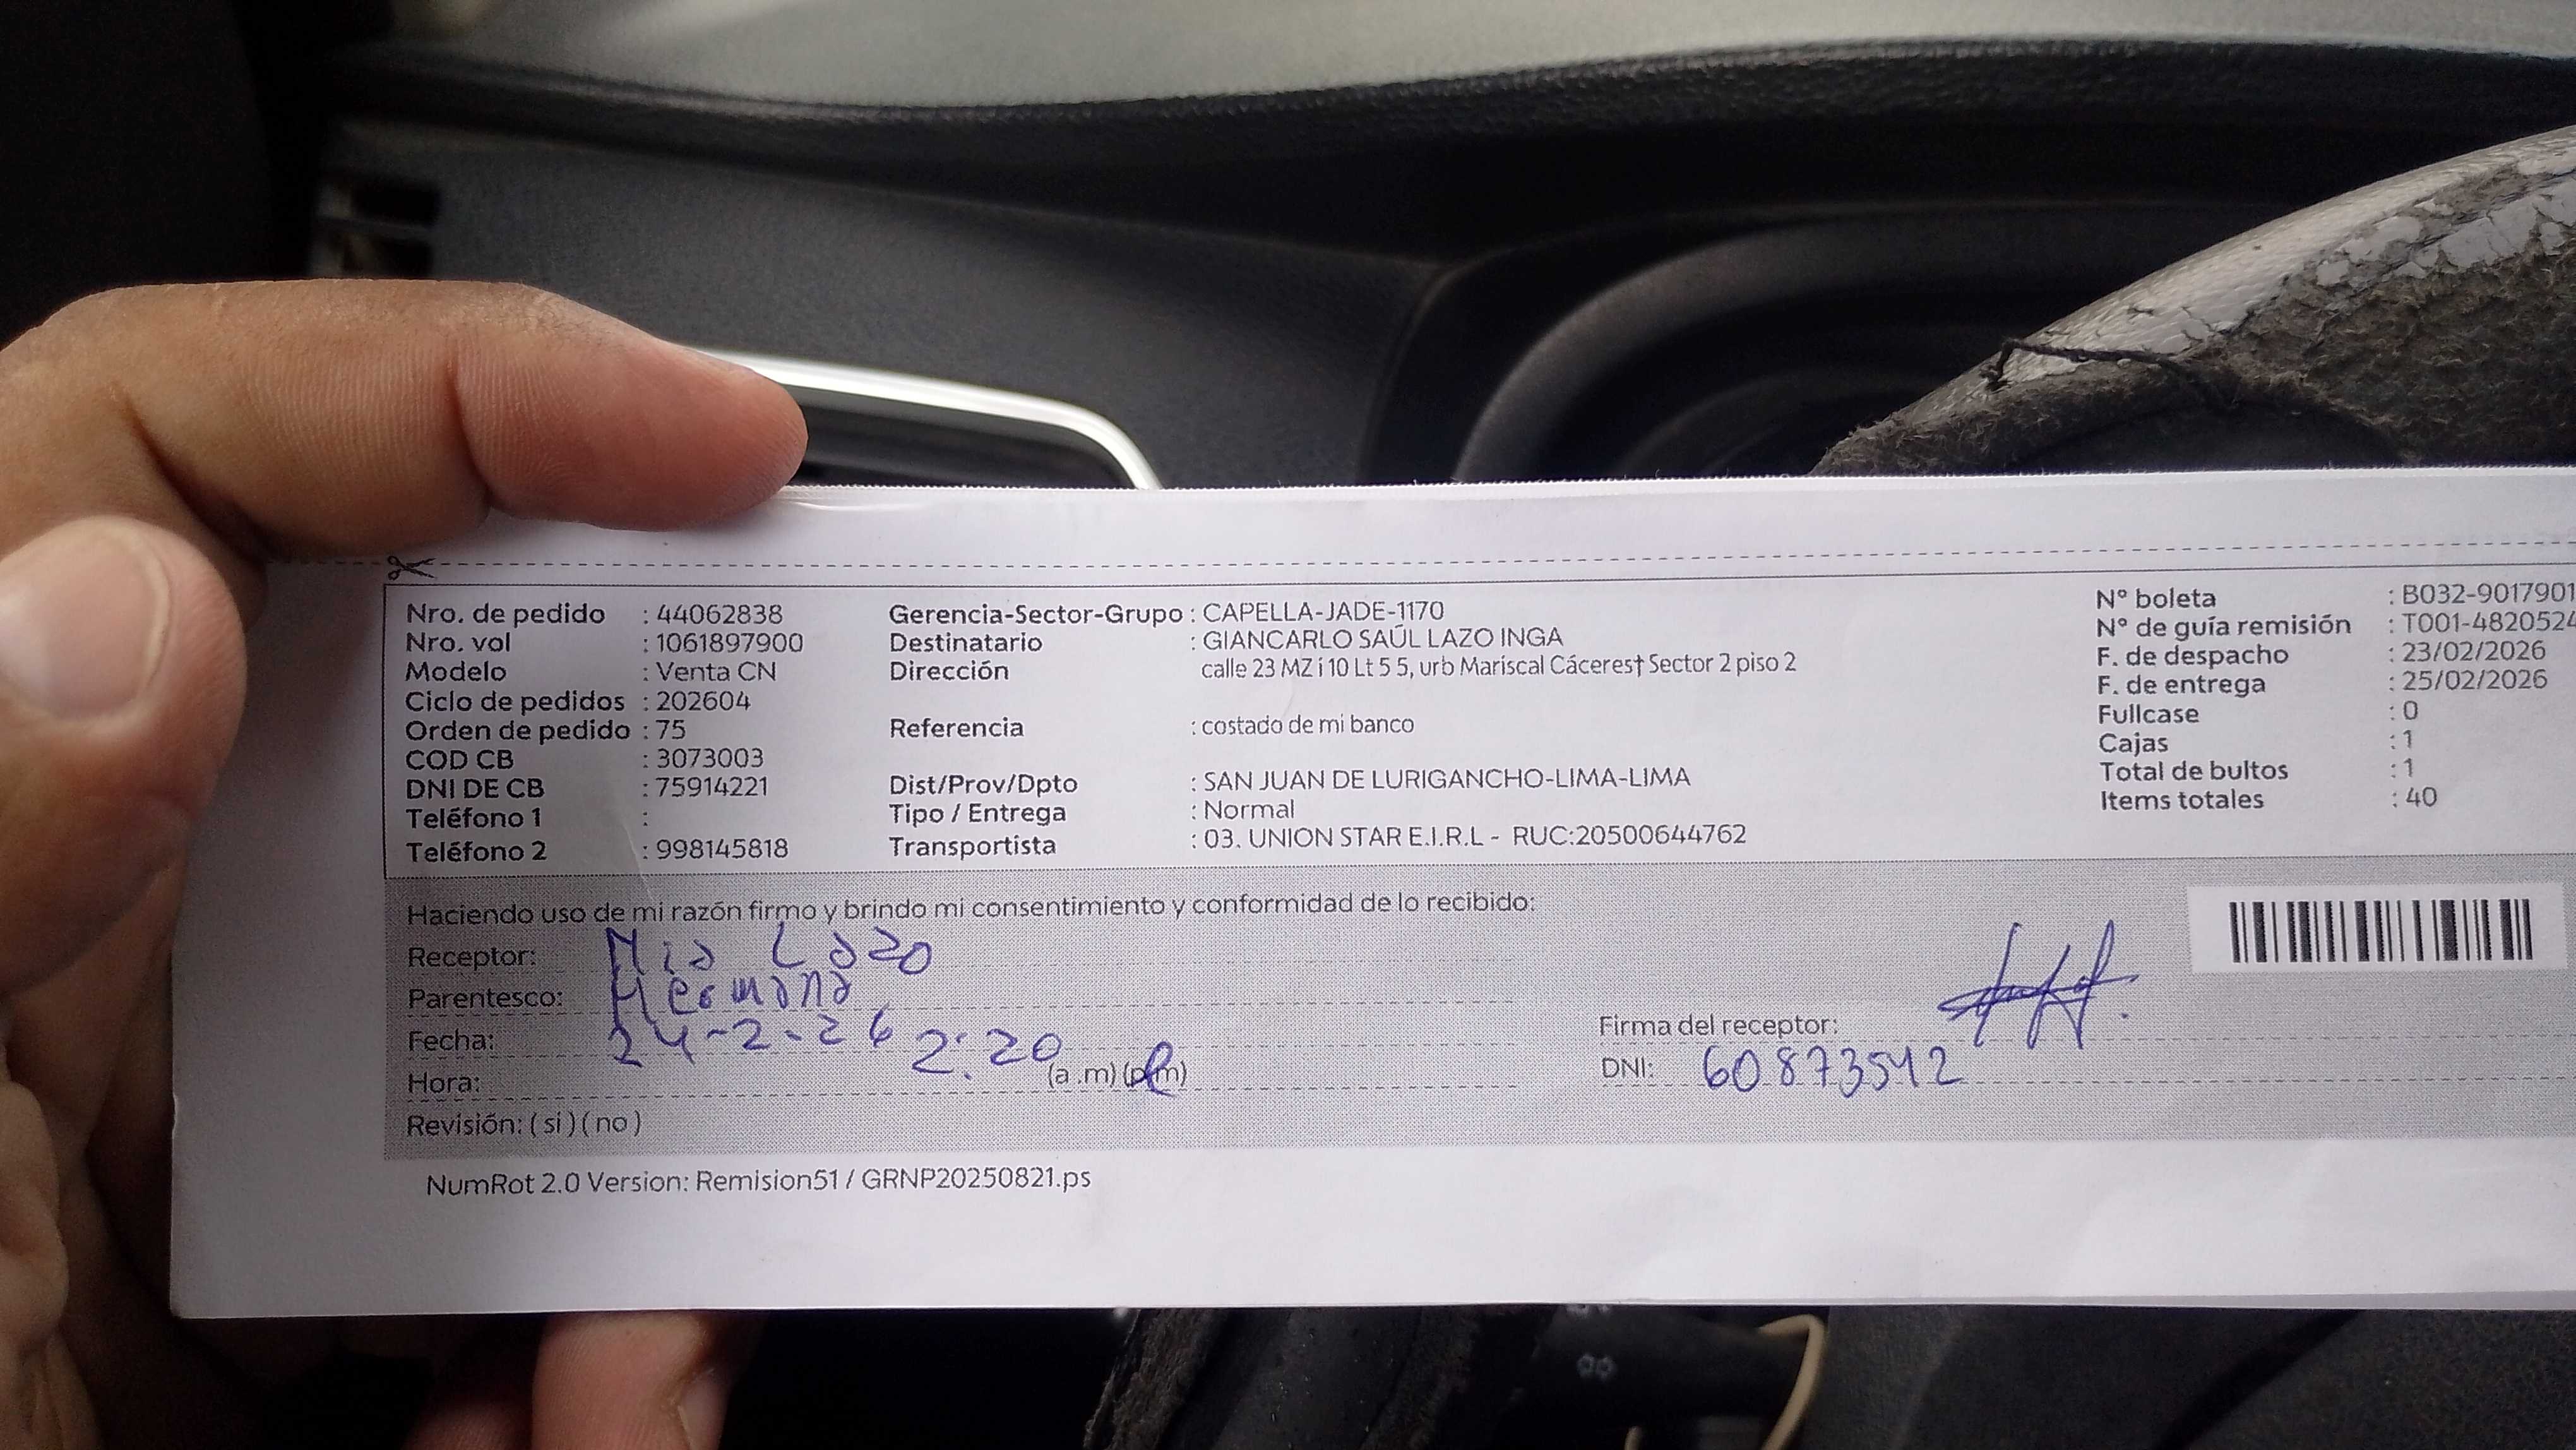 Nro. de pedido : 44062838 Gerencia-Sector-Grupo : CAPELLA-JADE-1170 N° boleta : B032-9017901
Nro. vol : 1061897900 Destinatario : GIANCARLO SAÚL LAZO INGA N° de guía remisión : T001-4820524
Modelo : Venta CN Dirección calle 23 MZ i 10 Lt 5 5, urb Mariscal Cáceres† Sector 2 piso 2 F. de despacho : 23/02/2026
Ciclo de pedidos : 202604 F. de entrega : 25/02/2026
Orden de pedido : 75 Referencia : costado de mi banco Fullcase : 0
COD CB : 3073003 Cajas : 1
DNI DE CB : 75914221 Dist/Prov/Dpto : SAN JUAN DE LURIGANCHO-LIMA-LIMA Total de bultos : 1
Teléfono 1 : Tipo / Entrega : Normal Items totales : 40
Teléfono 2 : 998145818 Transportista : 03. UNION STAR E.I.R.L - RUC:20500644762
Haciendo uso de mi razón firmo y brindo mi consentimiento y conformidad de lo recibido:
Receptor: Mia Lazo
Parentesco: Hermana
Fecha: 24-2-26 Firma del receptor:
Hora: 2:20 (a.m) (p.m) DNI: 60873542
Revisión: ( si ) ( no )
NumRot 2.0 Version: Remision51 / GRNP20250821.ps